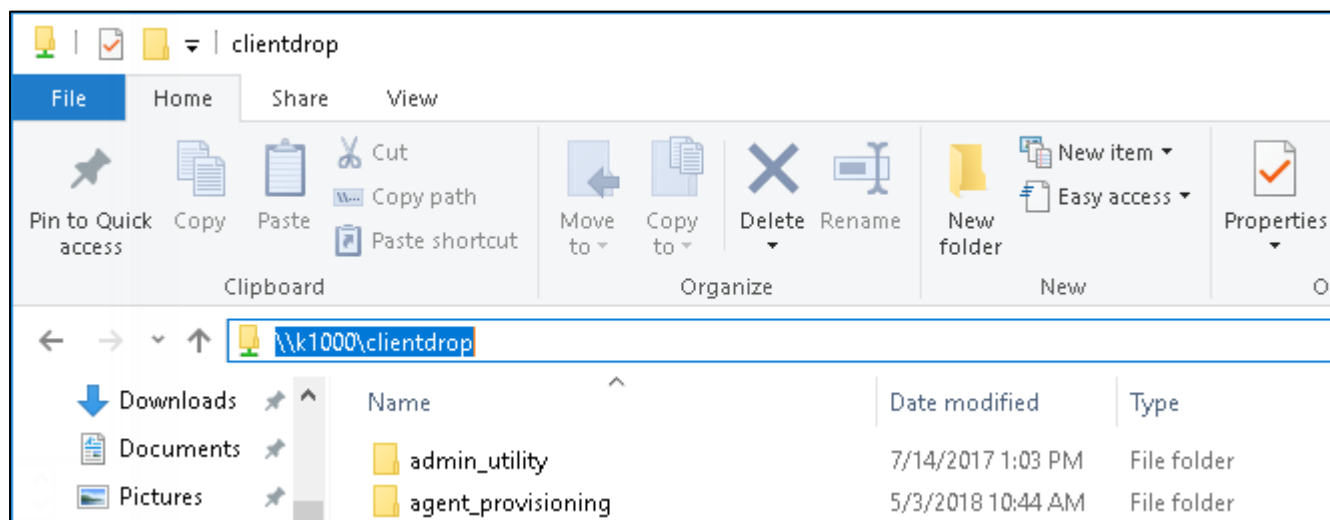 clientdrop
File Home Share View
Pin to Quick access
Copy
Paste
Cut
Copy path
Paste shortcut
Move to
Copy to
Delete
Rename
New folder
New item
Easy access
Properties
Clipboard Organize New O
\\k1000\clientdrop
Downloads Name Date modified Type
Documents admin_utility 7/14/2017 1:03 PM File folder
Pictures agent_provisioning 5/3/2018 10:44 AM File folder